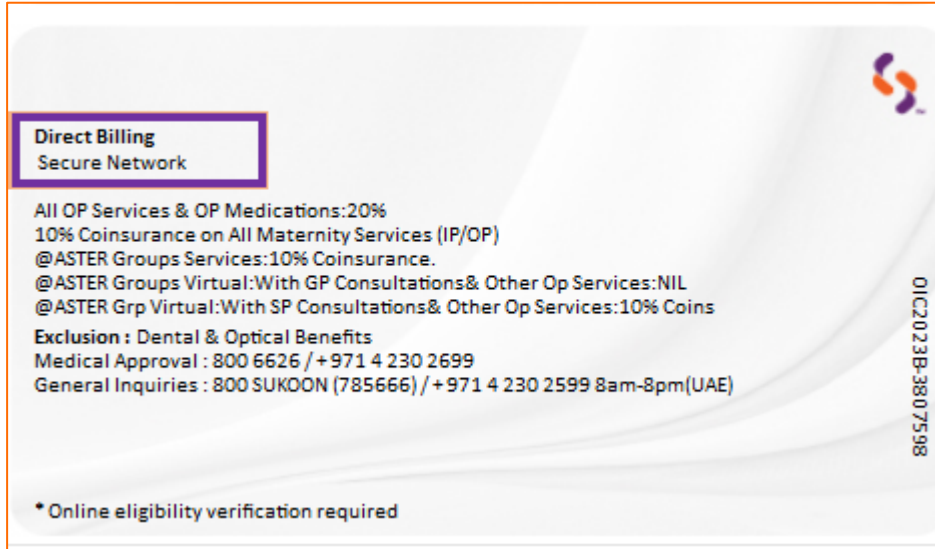 Direct Billing
Secure Network
All OP Services & OP Medications:20%
10% Coinsurance on All Maternity Services (IP/OP)
@ASTER Groups Services:10% Coinsurance.
@ASTER Groups Virtual:With GP Consultations& Other Op Services:NIL
@ASTER Grp Virtual:With SP Consultations& Other Op Services:10% Coins
Exclusion : Dental & Optical Benefits
Medical Approval : 800 6626 / +971 4 230 2699
General Inquiries : 800 SUKOON (785666) / +971 4 230 2599 8am-8pm(UAE)
OIC2023B-3807598
* Online eligibility verification required